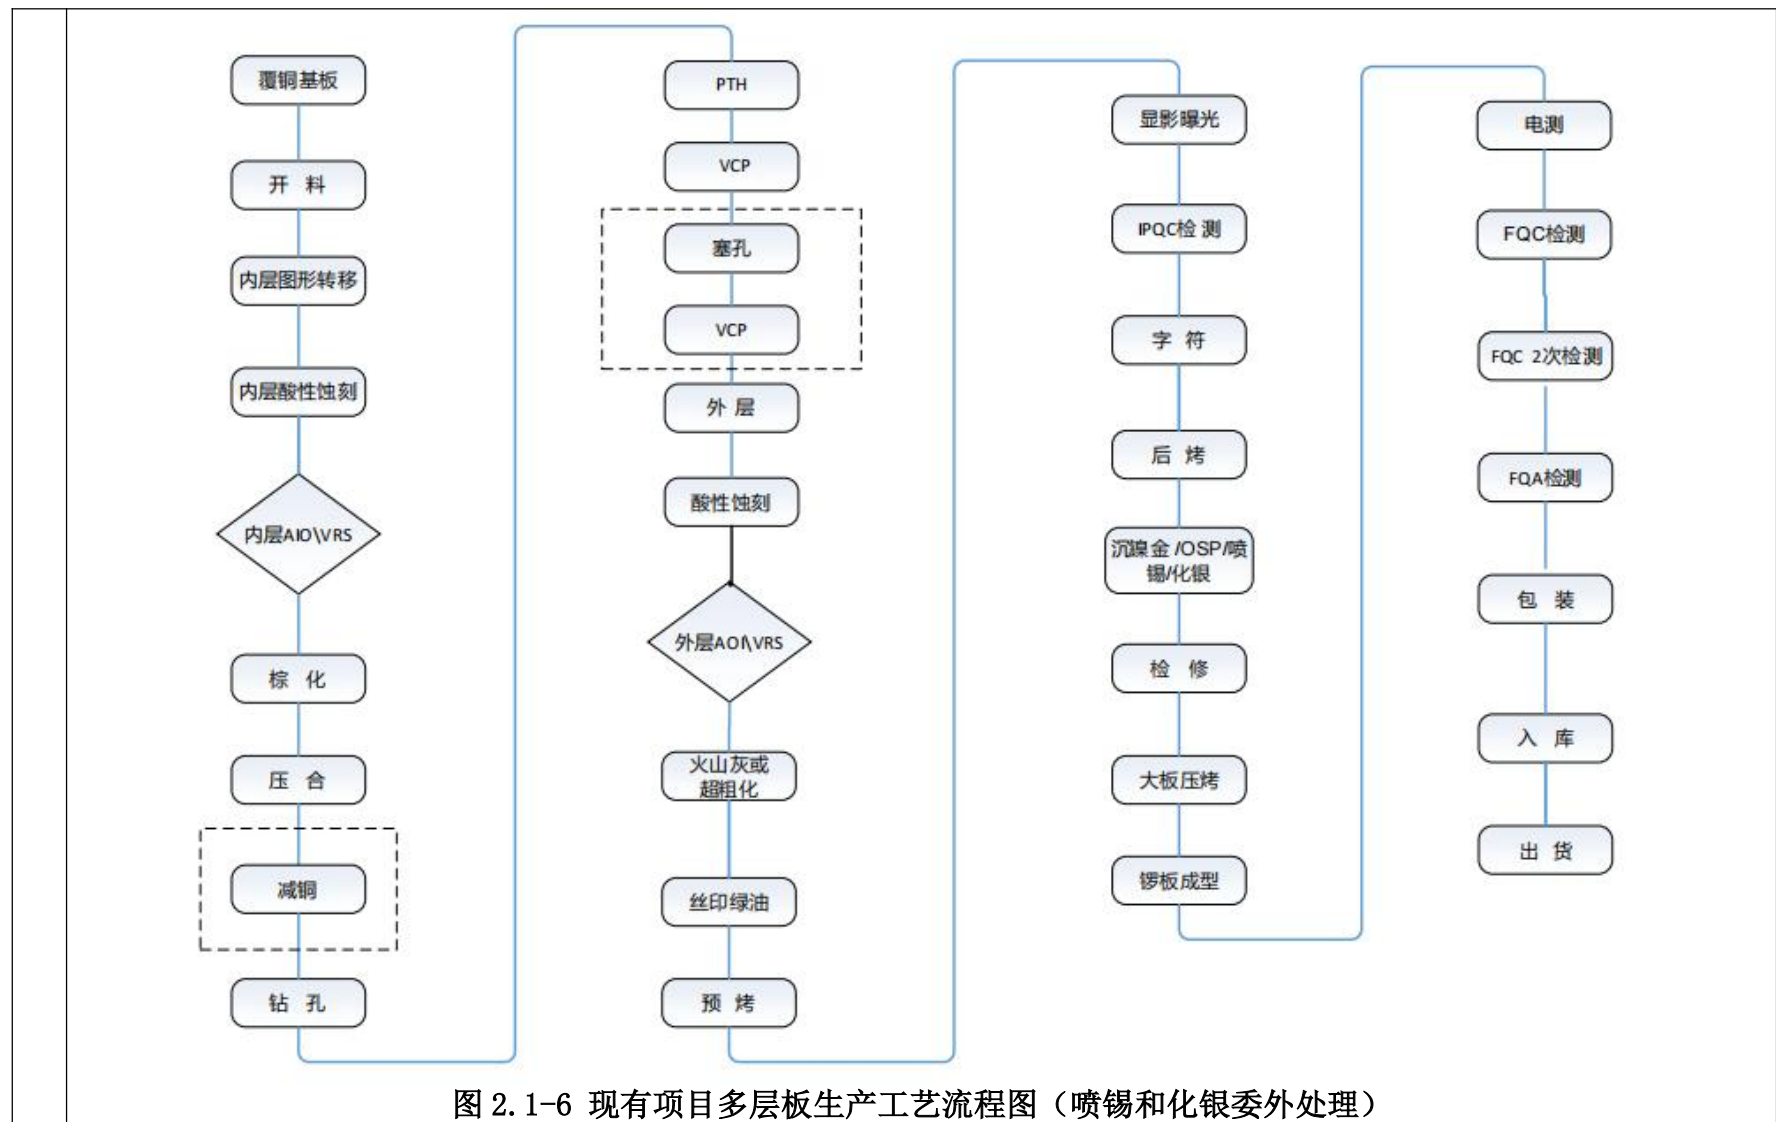 覆铜基板
开 料
内层图形转移
内层酸性蚀刻
内层AIO\VRS
棕 化
压 合
减铜
钻 孔
PTH
VCP
塞孔
VCP
外 层
酸性蚀刻
外层AOI\VRS
火山灰或
超粗化
丝印绿油
预 烤
显影曝光
IPQC检 测
字 符
后 烤
沉镍金 /OSP/喷
锡/化银
检 修
大板压烤
锣板成型
电测
FQC检测
FQC 2次检测
FQA检测
包 装
入 库
出 货
图 2.1-6 现有项目多层板生产工艺流程图（喷锡和化银委外处理）